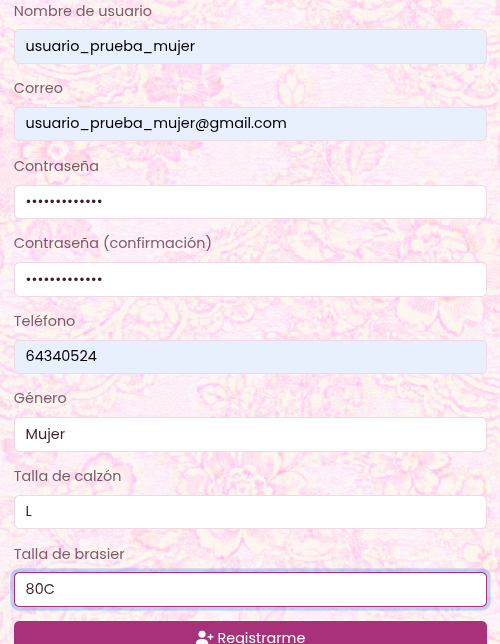 Nombre de usuario
usuario_prueba_mujer
Correo
usuario_prueba_mujer@gmail.com
Contraseña
•••••••••••••
Contraseña (confirmación)
•••••••••••••
Teléfono
64340524
Género
Mujer
Talla de calzón
L
Talla de brasier
80C
Registrarme